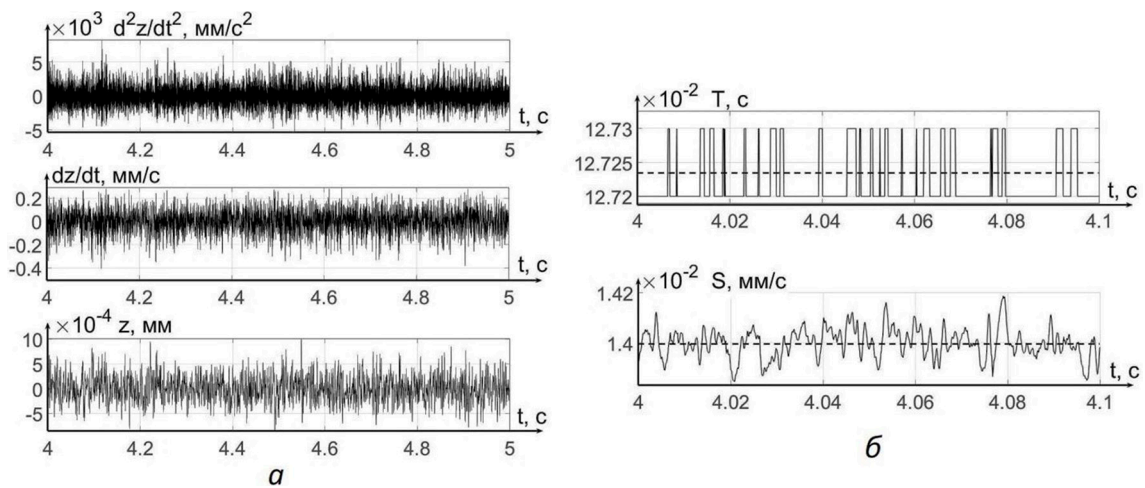 ×10³ d²z/dt², мм/с²
5
0
-5
t, с
4 4.2 4.4 4.6 4.8 5
dz/dt, мм/с
0.2
0
-0.2
-0.4
t, с
4 4.2 4.4 4.6 4.8 5
10 ×10⁻⁴ z, мм
5
0
-5
t, с
4 4.2 4.4 4.6 4.8 5
а
×10⁻² T, с
12.73
12.725
12.72
t, с
4 4.02 4.04 4.06 4.08 4.1
×10⁻² S, мм/с
1.42
1.4
t, с
4 4.02 4.04 4.06 4.08 4.1
б